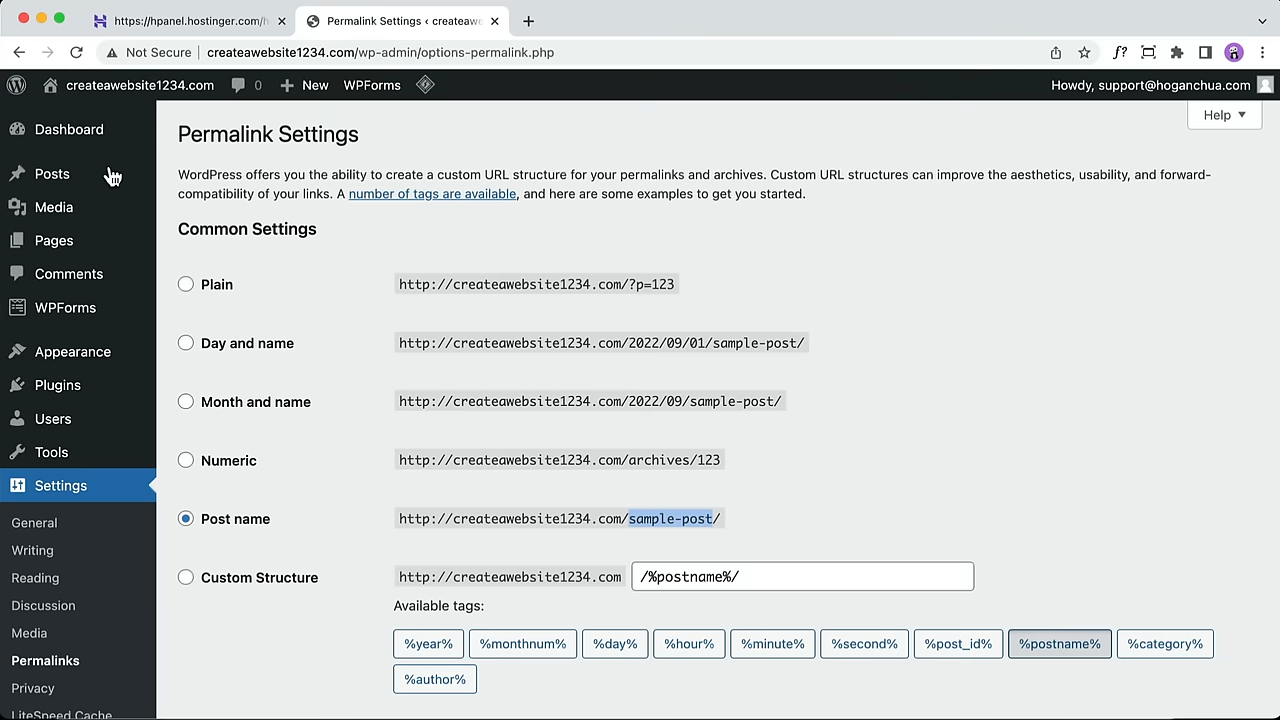 https://hpanel.hostinger.com/
Permalink Settings ‹ createaw
Not Secure
createawebsite1234.com/wp-admin/options-permalink.php
f?
createawebsite1234.com
0
New
WPForms
Howdy, support@hoganchua.com
Help
Dashboard
Posts
Media
Pages
Comments
WPForms
Appearance
Plugins
Users
Tools
Settings
General
Writing
Reading
Discussion
Media
Permalinks
Privacy
LiteSpeed Cache
Permalink Settings
WordPress offers you the ability to create a custom URL structure for your permalinks and archives. Custom URL structures can improve the aesthetics, usability, and forward-
compatibility of your links. A number of tags are available, and here are some examples to get you started.
Common Settings
Plain http://createawebsite1234.com/?p=123
Day and name http://createawebsite1234.com/2022/09/01/sample-post/
Month and name http://createawebsite1234.com/2022/09/sample-post/
Numeric http://createawebsite1234.com/archives/123
Post name http://createawebsite1234.com/sample-post/
Custom Structure http://createawebsite1234.com /%postname%/
Available tags:
%year% %monthnum% %day% %hour% %minute% %second% %post_id% %postname% %category%
%author%